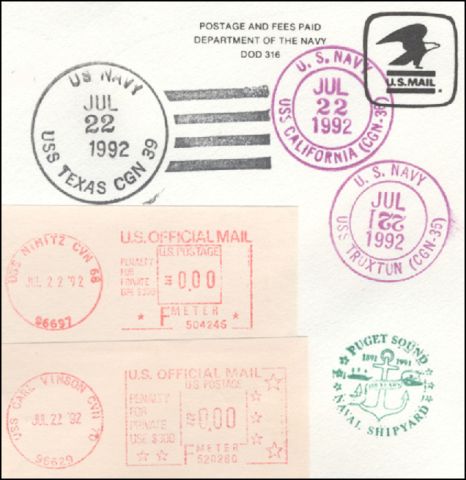 POSTAGE AND FEES PAID
DEPARTMENT OF THE NAVY
DOD 316
U.S. MAIL
US NAVY
JUL
22
1992
USS TEXAS CGN 39
U. S. NAVY
JUL
22
1992
USS CALIFORNIA (CGN-36)
U. S. NAVY
JUL
22
1992
USS TRUXTUN (CGN-35)
USS NIMITZ CVN 68
JUL 22 '92
96697
U.S. OFFICIAL MAIL
U.S. POSTAGE
PENALTY
FOR
PRIVATE
USE $300
0.00
F METER
504246
USS CARL VINSON CVN 70
JUL 22 '92
96629
U.S. OFFICIAL MAIL
US POSTAGE
PENALTY
FOR
PRIVATE
USE $300
0.00
F METER
520260
PUGET SOUND
1891 1991
NAVAL SHIPYARD